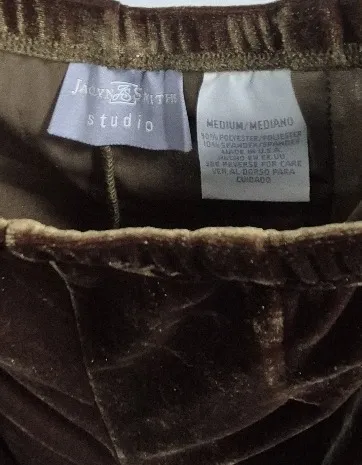 JACLYN SMITH
studio
MEDIUM/MEDIANO
90% POLYESTER/POLIESTER
10% SPANDEX/SPANDEX
MADE IN U.S.A.
HECHO EN EE.UU
SEE REVERSE FOR CARE
VER AL DORSO PARA
CUIDADO